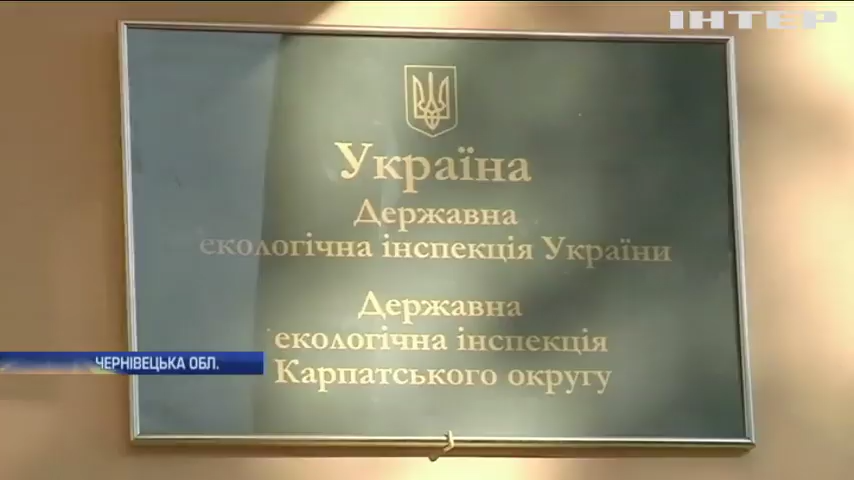 ІНТЕР
Україна
Державна
екологічна інспекція України
Державна
екологічна інспекція
Карпатського округу
ЧЕРНІВЕЦЬКА ОБЛ.